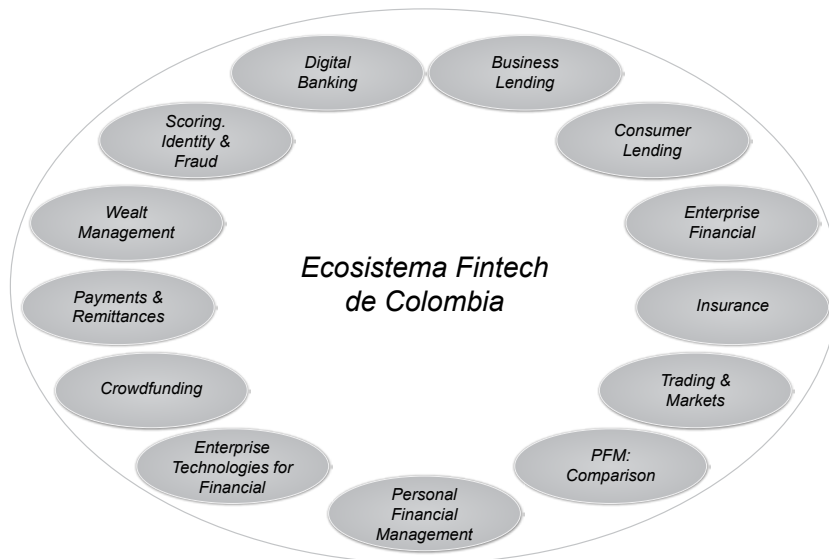 Digital
Banking
Business
Lending
Scoring.
Identity &
Fraud
Consumer
Lending
Wealt
Management
Enterprise
Financial
Ecosistema Fintech
de Colombia
Payments &
Remittances
Insurance
Crowdfunding
Trading &
Markets
Enterprise
Technologies for
Financial
PFM:
Comparison
Personal
Financial
Management